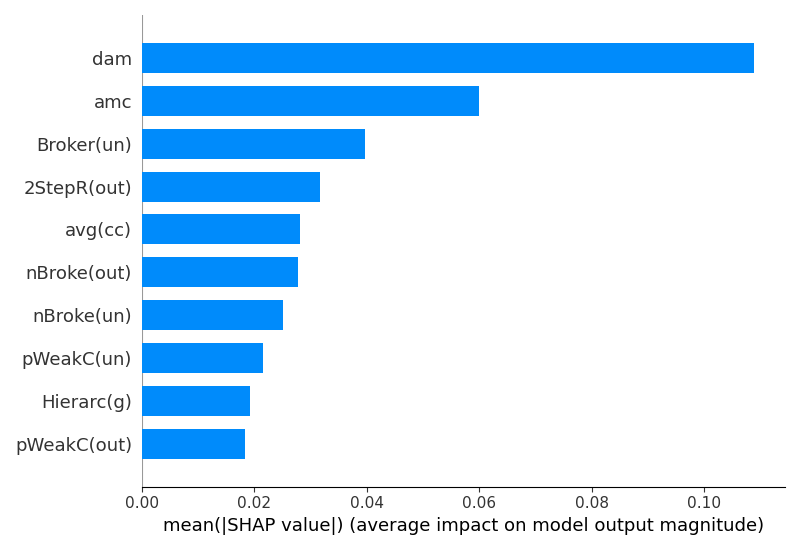 dam
amc
Broker(un)
2StepR(out)
avg(cc)
nBroke(out)
nBroke(un)
pWeakC(un)
Hierarc(g)
pWeakC(out)
0.00 0.02 0.04 0.06 0.08 0.10
mean(|SHAP value|) (average impact on model output magnitude)